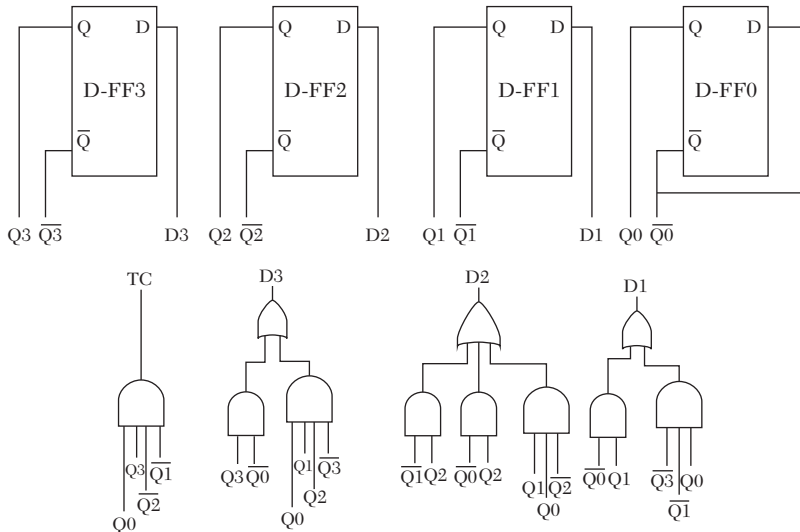 Q D Q D Q D Q D
D-FF3 D-FF2 D-FF1 D-FF0
Q̅ Q̅ Q̅ Q̅
Q3 Q̅3̅ D3 Q2 Q̅2̅ D2 Q1 Q̅1̅ D1 Q0 Q̅0̅
TC D3 D2 D1
Q3 Q̅1̅ Q3 Q̅0̅ Q1 Q̅3̅ Q̅1̅ Q2 Q̅0̅ Q2 Q1 Q̅2̅ Q̅0̅ Q1 Q̅3̅ Q0
Q̅2̅ Q2 Q0 Q̅1̅
Q0 Q0